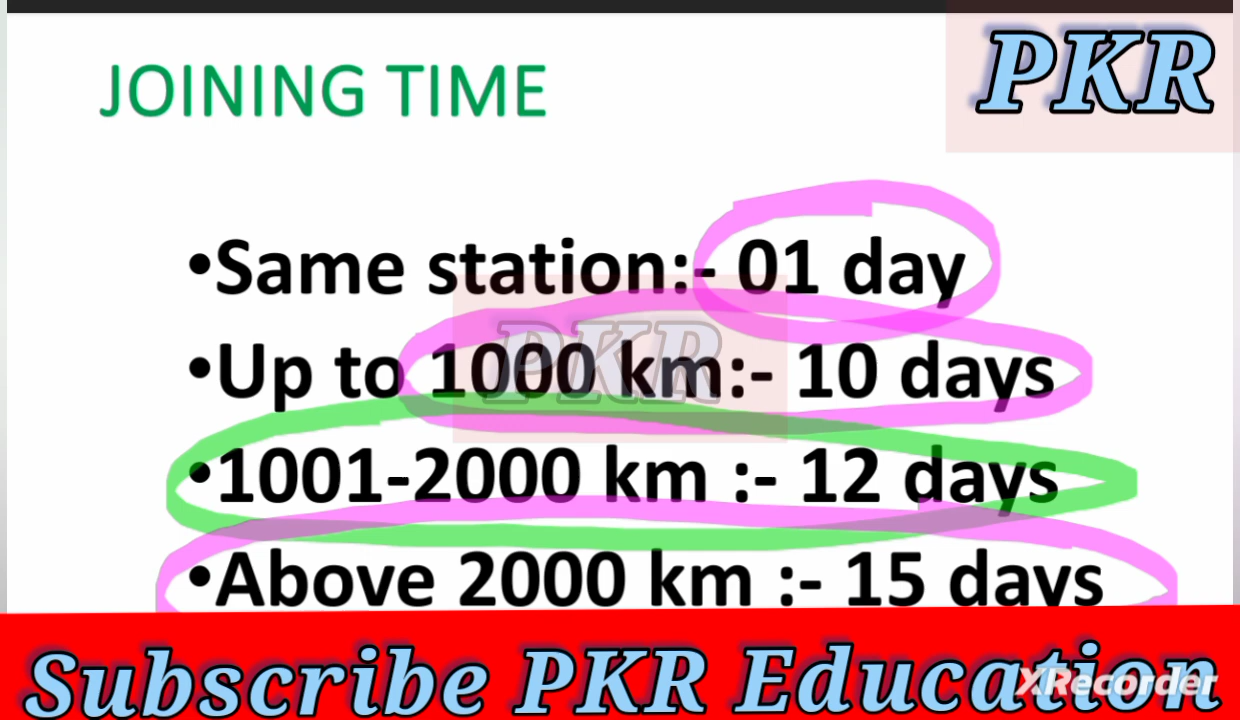 PKR
JOINING TIME
•Same station:- 01 day
•Up to 1000 km:- 10 days
PKR
•1001-2000 km :- 12 days
•Above 2000 km :- 15 days
Subscribe PKR Education
XRecorder